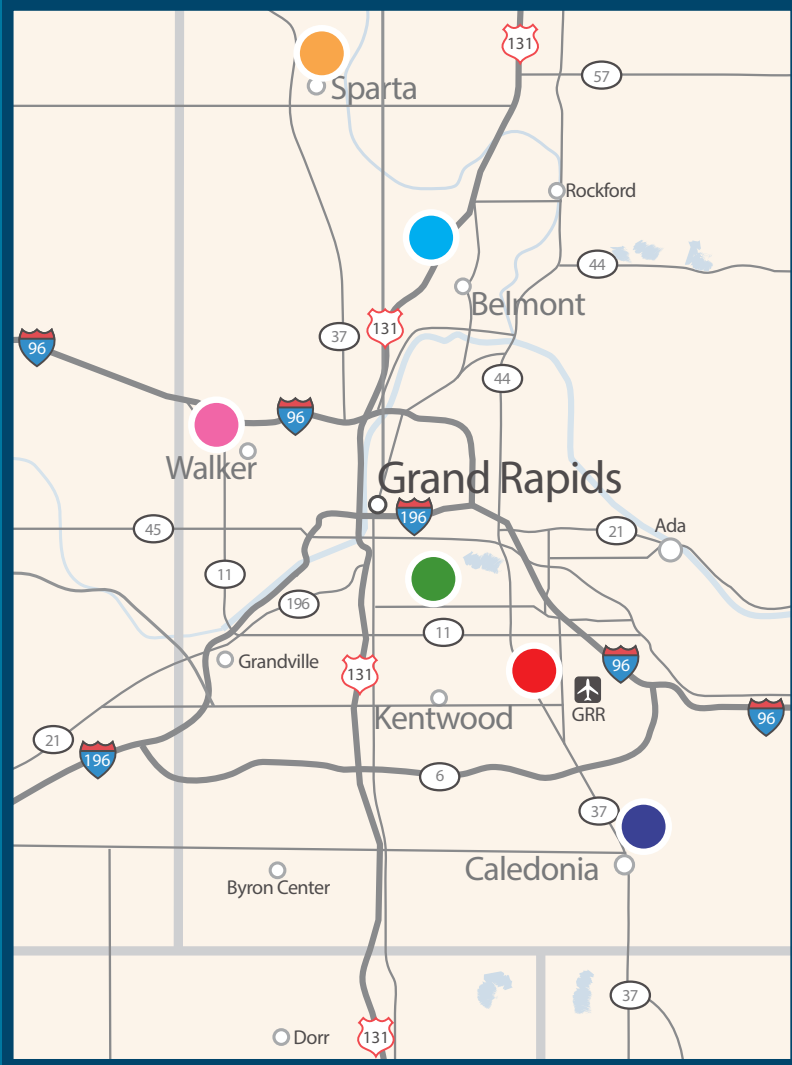 131
57
Sparta
Rockford
44
Belmont
131
37
96
44
96
Walker
Grand Rapids
196
45
21
Ada
11
196
11
Grandville
131
96
GRR
Kentwood
96
21
196
6
37
Caledonia
Byron Center
37
Dorr
131